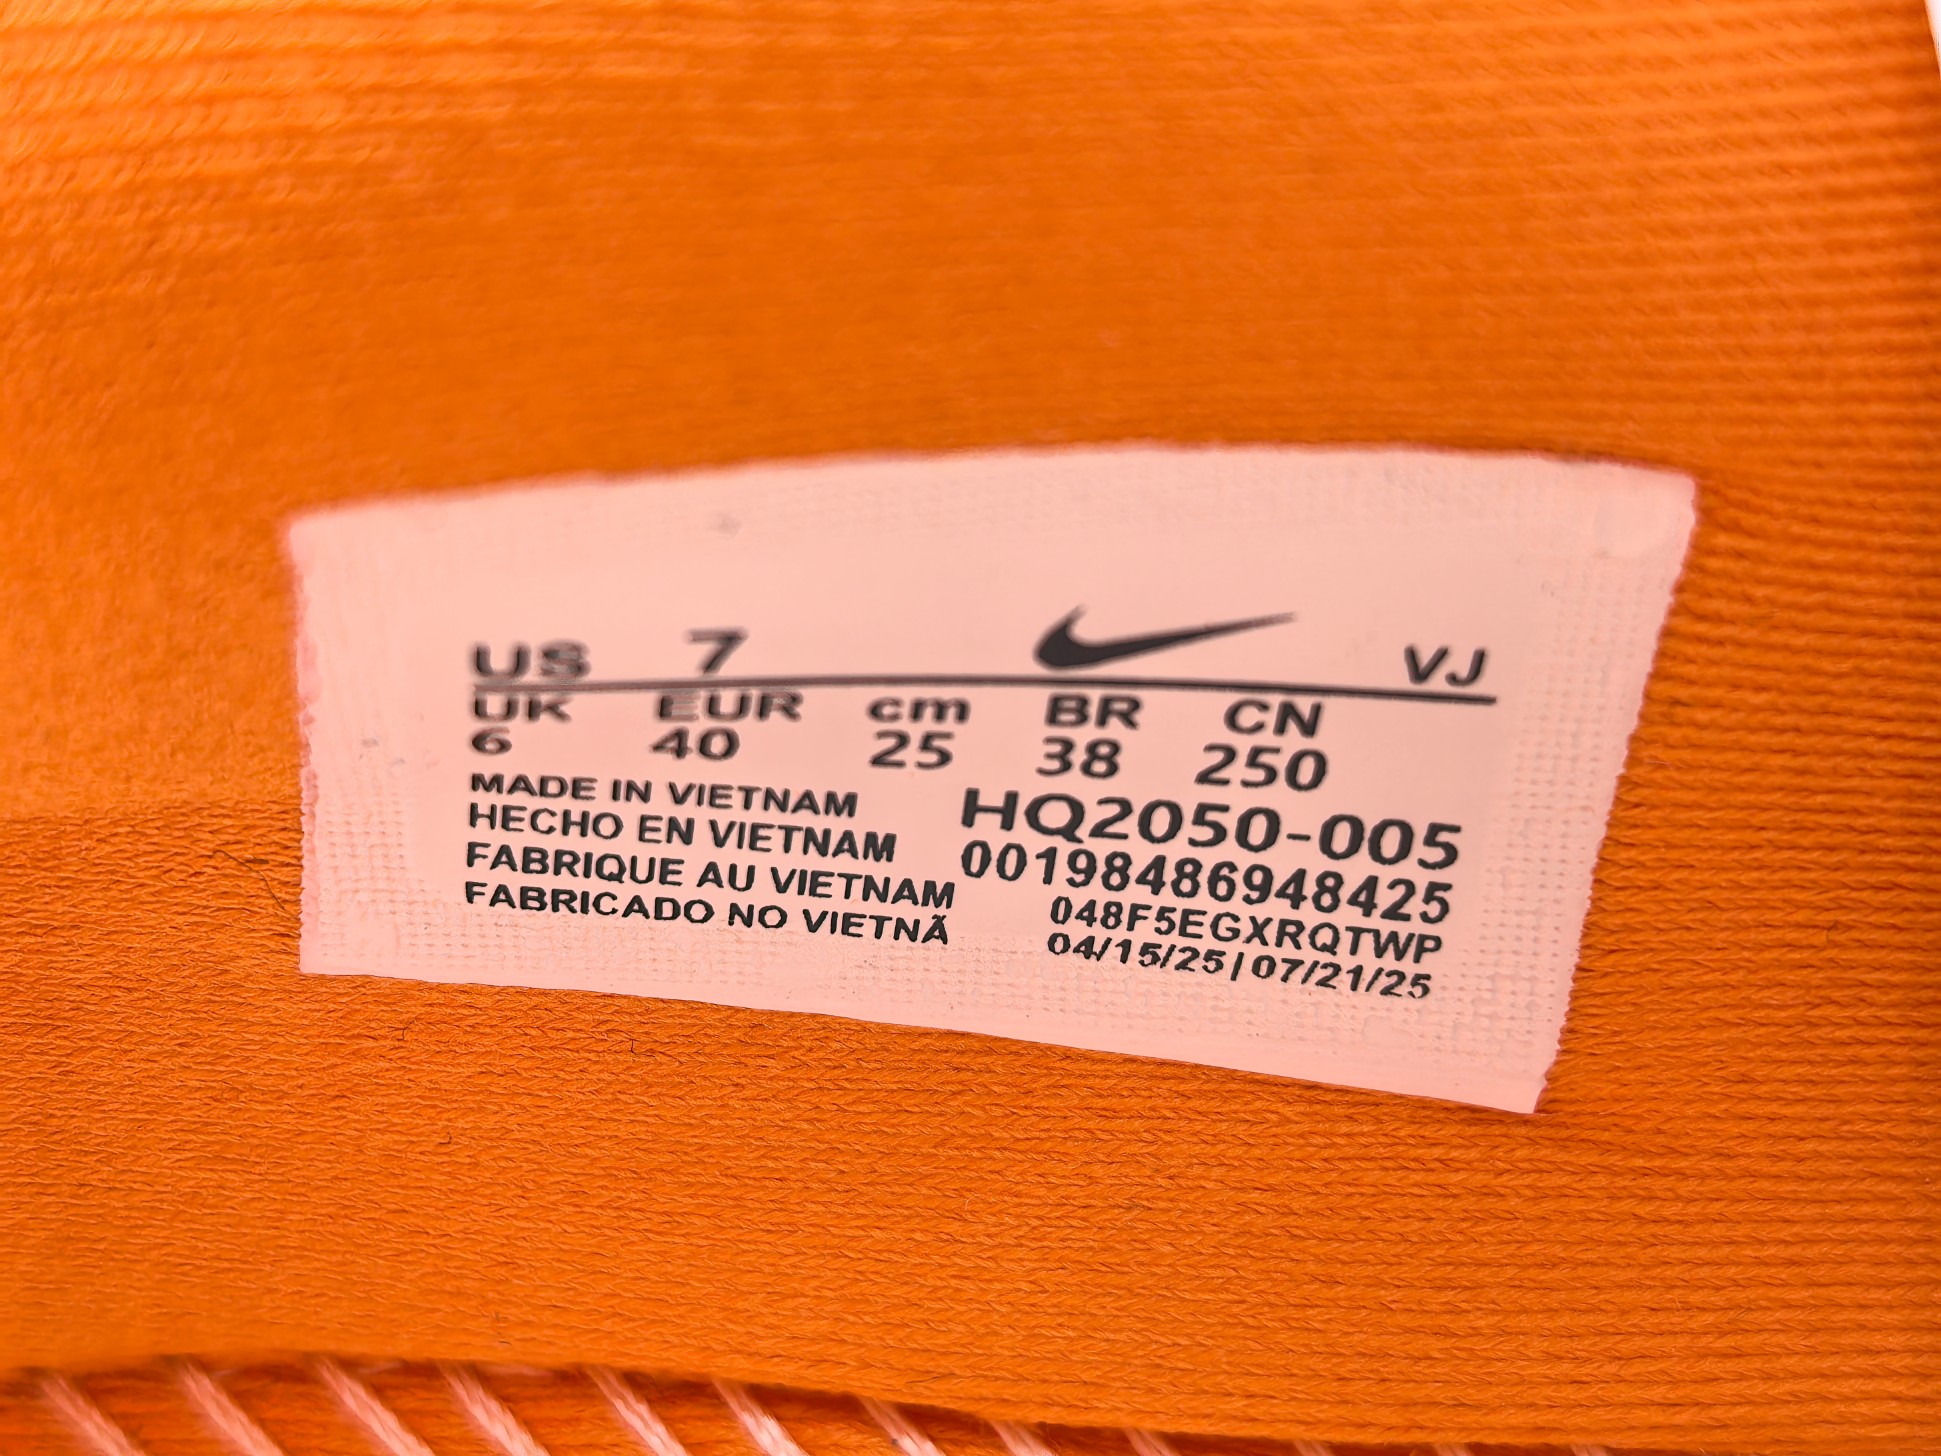 US 7 VJ
UK EUR cm BR CN
6 40 25 38 250
MADE IN VIETNAM
HECHO EN VIETNAM
FABRIQUE AU VIETNAM
FABRICADO NO VIETNÃ
HQ2050-005
00198486948425
048F5EGXRQTWP
04/15/25|07/21/25